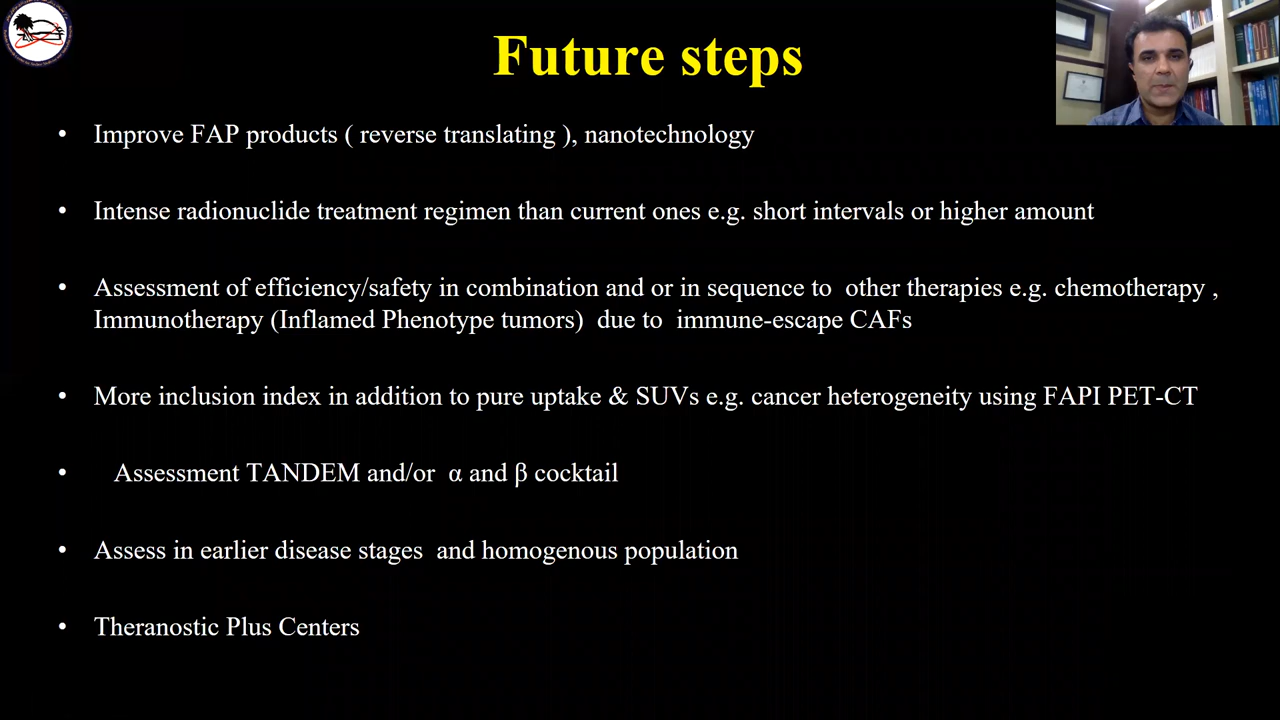 Future steps
• Improve FAP products ( reverse translating ), nanotechnology
• Intense radionuclide treatment regimen than current ones e.g. short intervals or higher amount
• Assessment of efficiency/safety in combination and or in sequence to other therapies e.g. chemotherapy ,
Immunotherapy (Inflamed Phenotype tumors) due to immune-escape CAFs
• More inclusion index in addition to pure uptake & SUVs e.g. cancer heterogeneity using FAPI PET-CT
• Assessment TANDEM and/or α and β cocktail
• Assess in earlier disease stages and homogenous population
• Theranostic Plus Centers